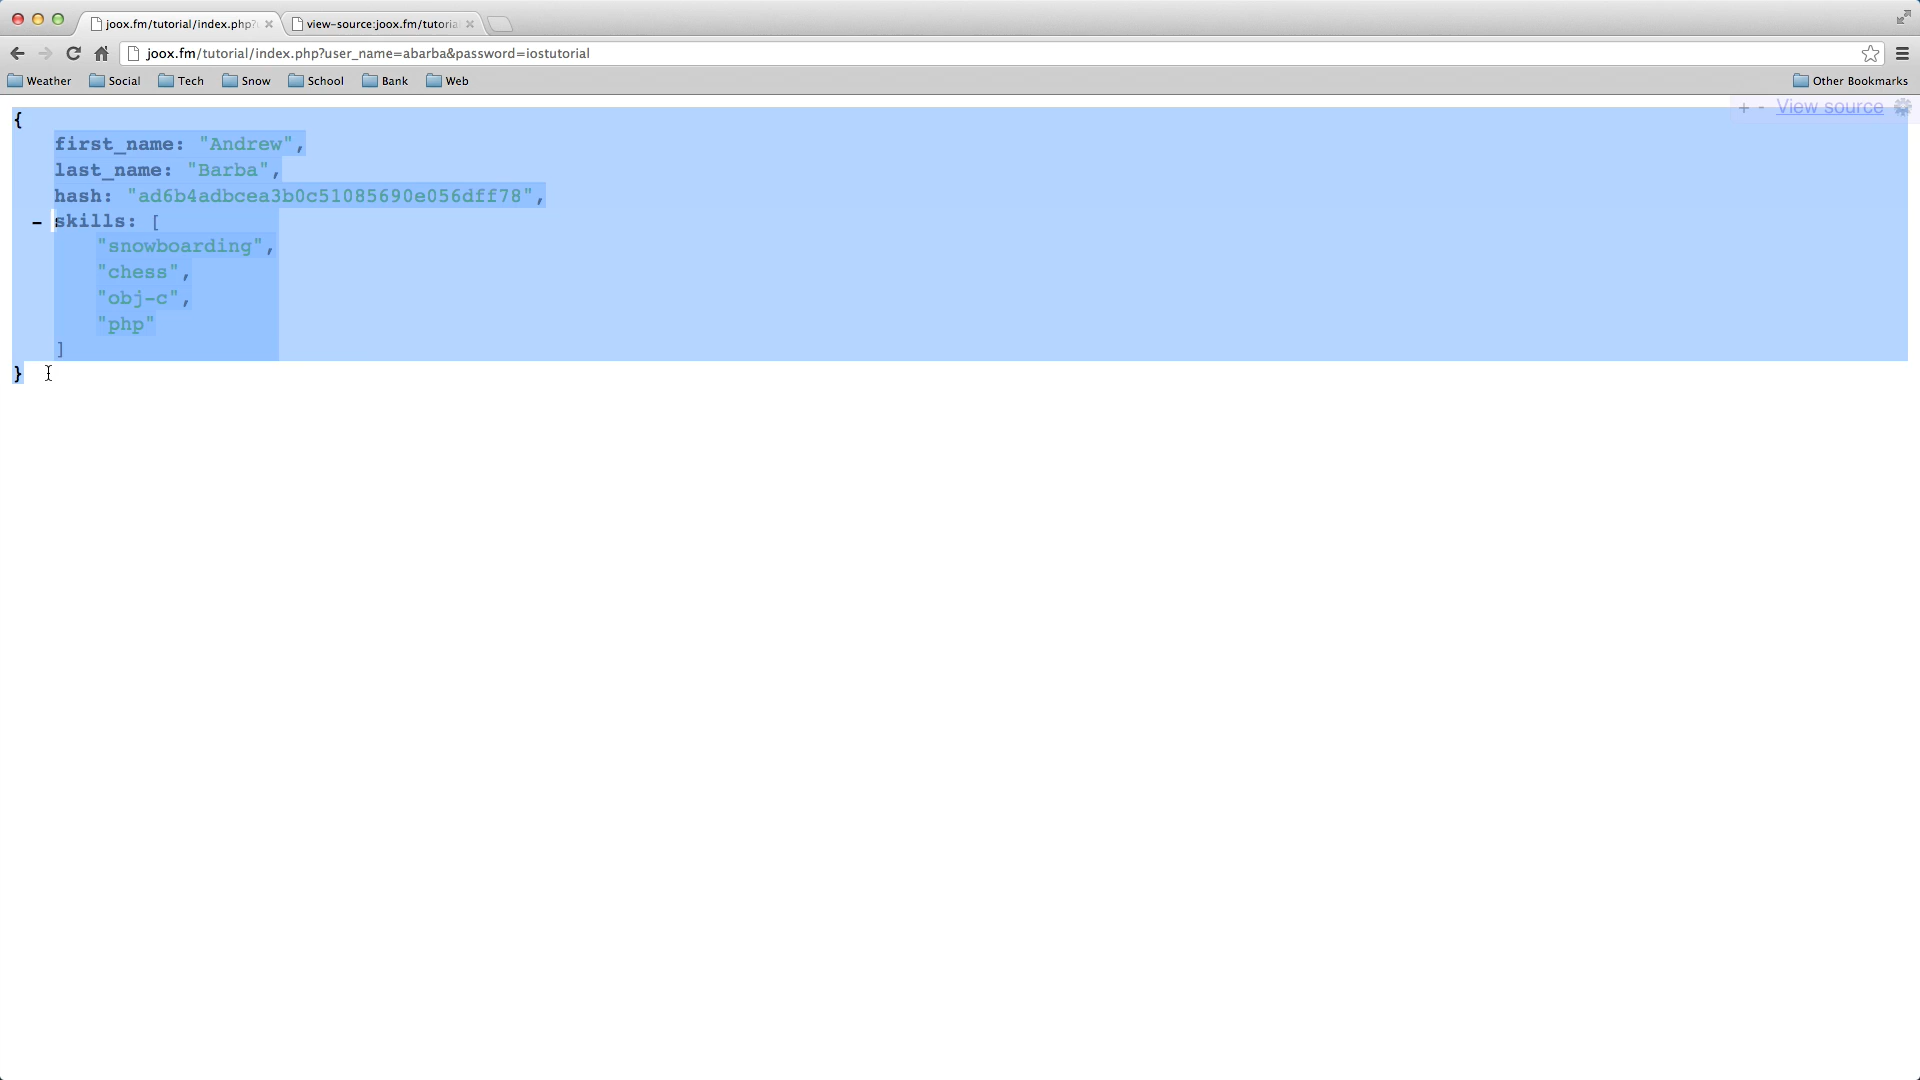 joox.fm/tutorial/index.php?
view-source:joox.fm/tutoria
joox.fm/tutorial/index.php?user_name=abarba&password=iostutorial
Weather Social Tech Snow School Bank Web Other Bookmarks
+ - View source
{
first_name: "Andrew",
last_name: "Barba",
hash: "ad6b4adbcea3b0c51085690e056dff78",
- skills: [
"snowboarding",
"chess",
"obj-c",
"php"
]
}